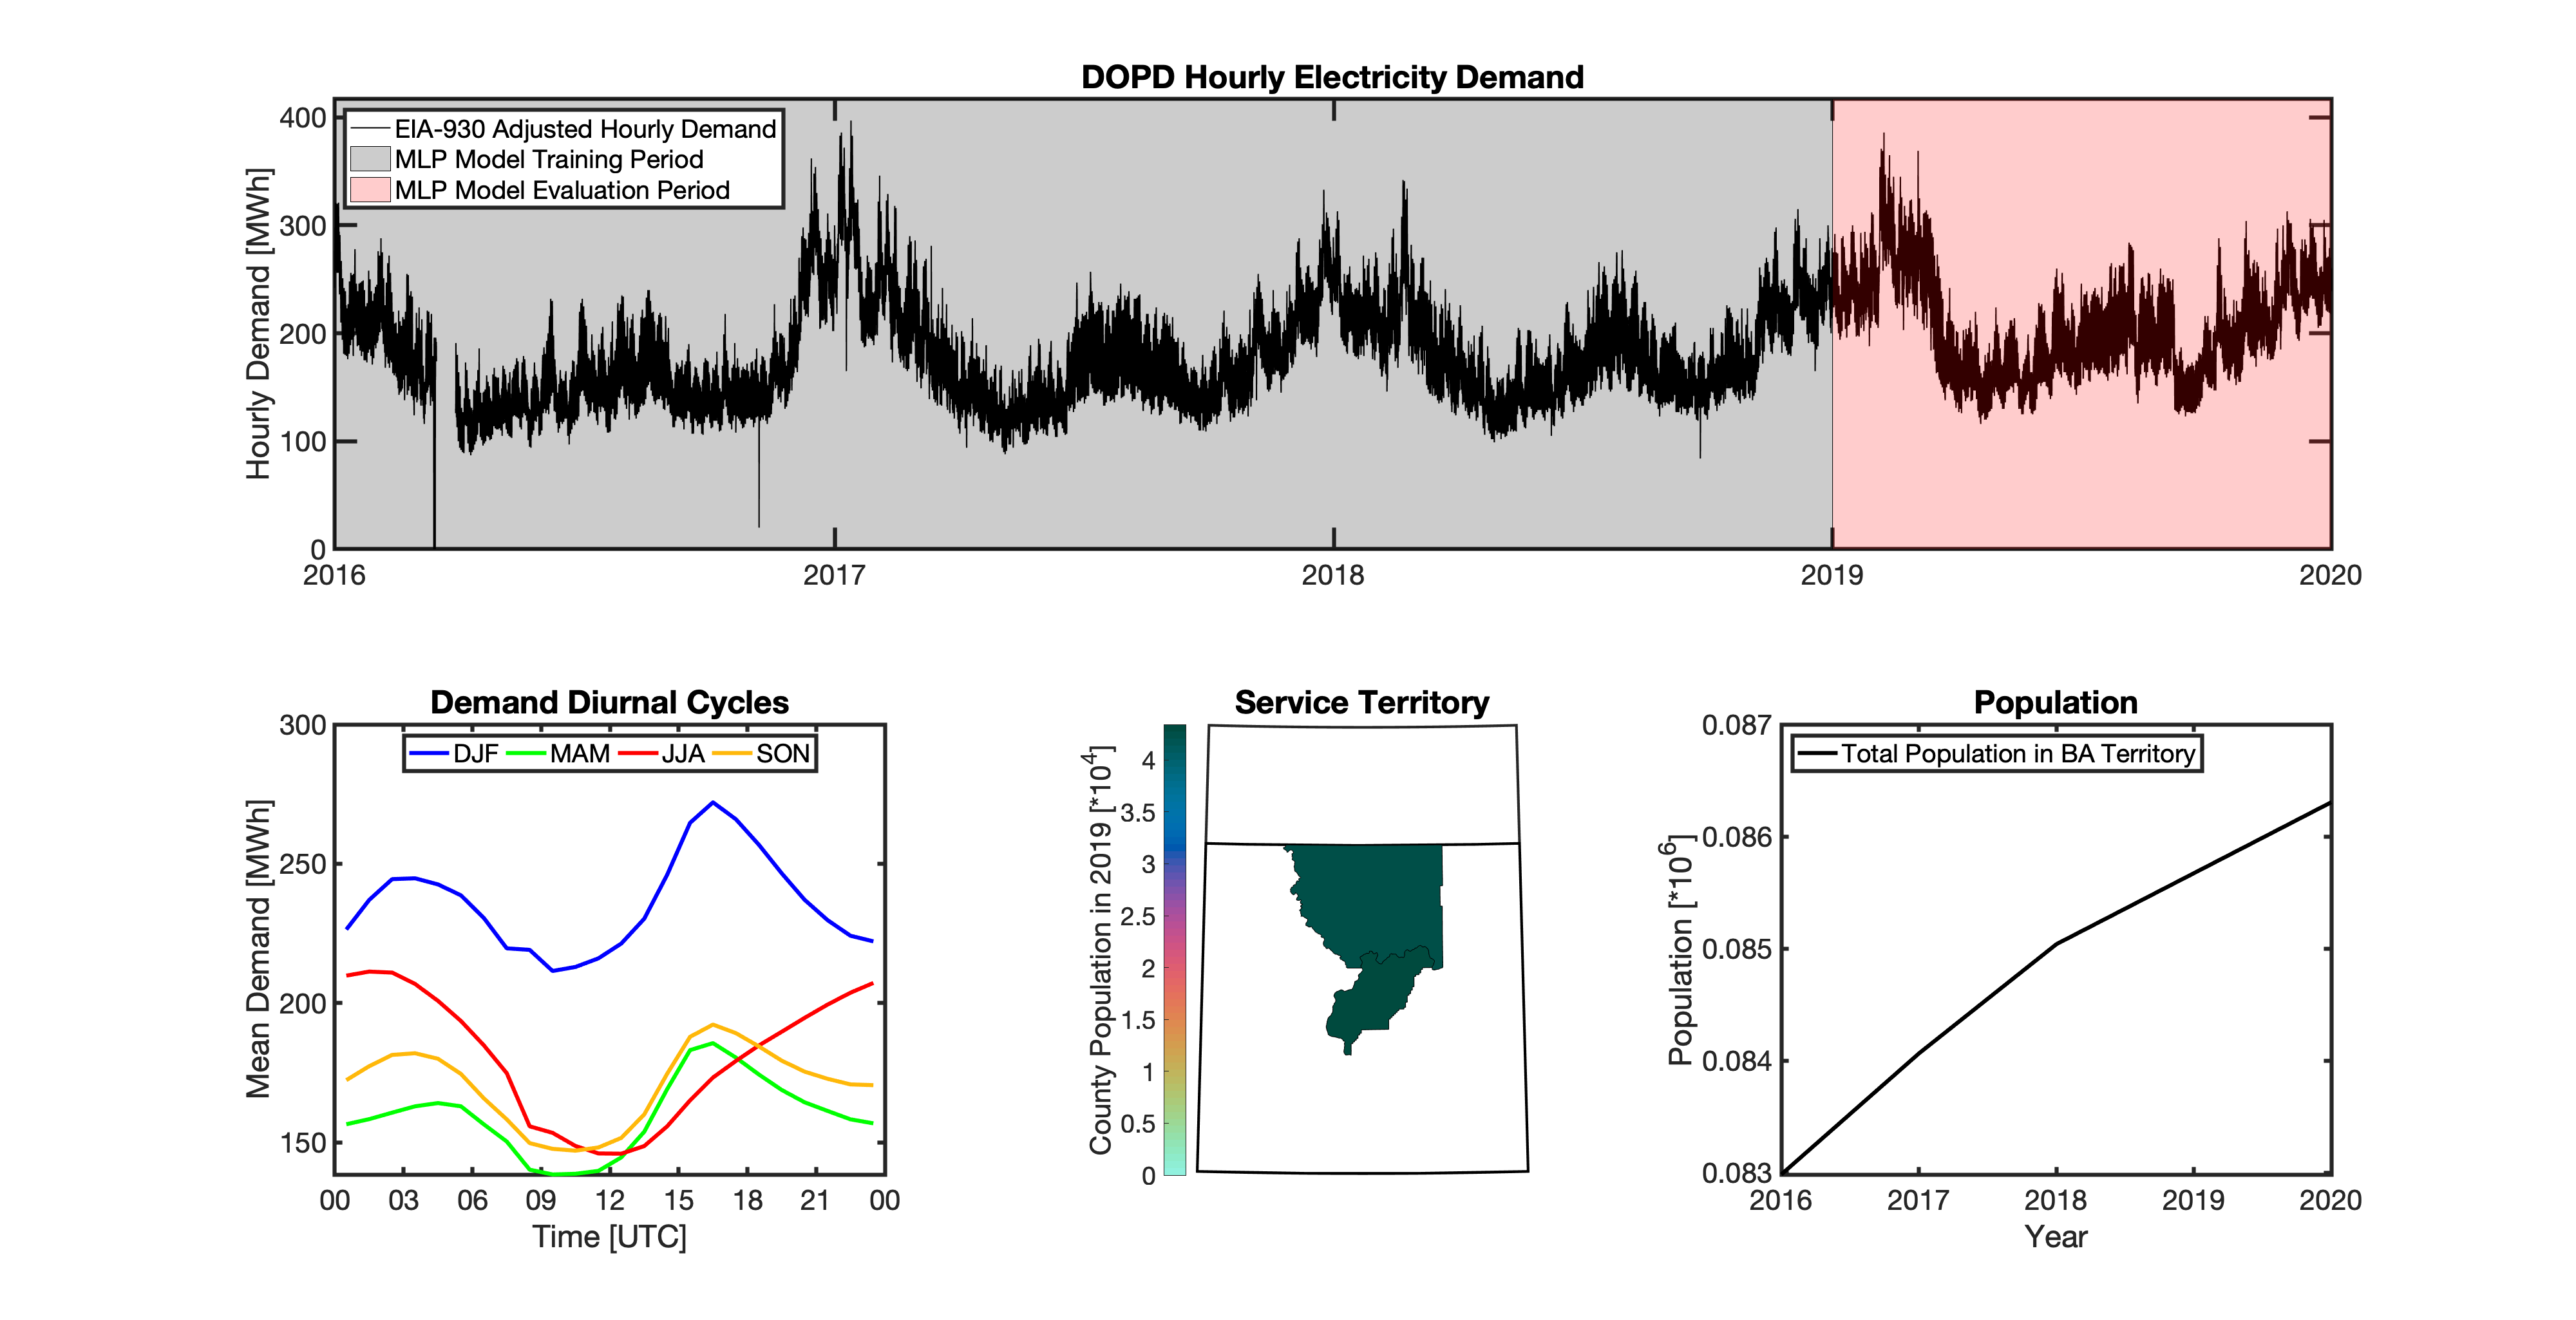 DOPD Hourly Electricity Demand
Hourly Demand [MWh]
400
300
200
100
0
EIA-930 Adjusted Hourly Demand
MLP Model Training Period
MLP Model Evaluation Period
2016 2017 2018 2019 2020
Demand Diurnal Cycles
Mean Demand [MWh]
300
250
200
150
DJF MAM JJA SON
00 03 06 09 12 15 18 21 00
Time [UTC]
Service Territory
County Population in 2019 [*10^4]
4
3.5
3
2.5
2
1.5
1
0.5
0
Population
Population [*10^6]
0.087
0.086
0.085
0.084
0.083
Total Population in BA Territory
2016 2017 2018 2019 2020
Year